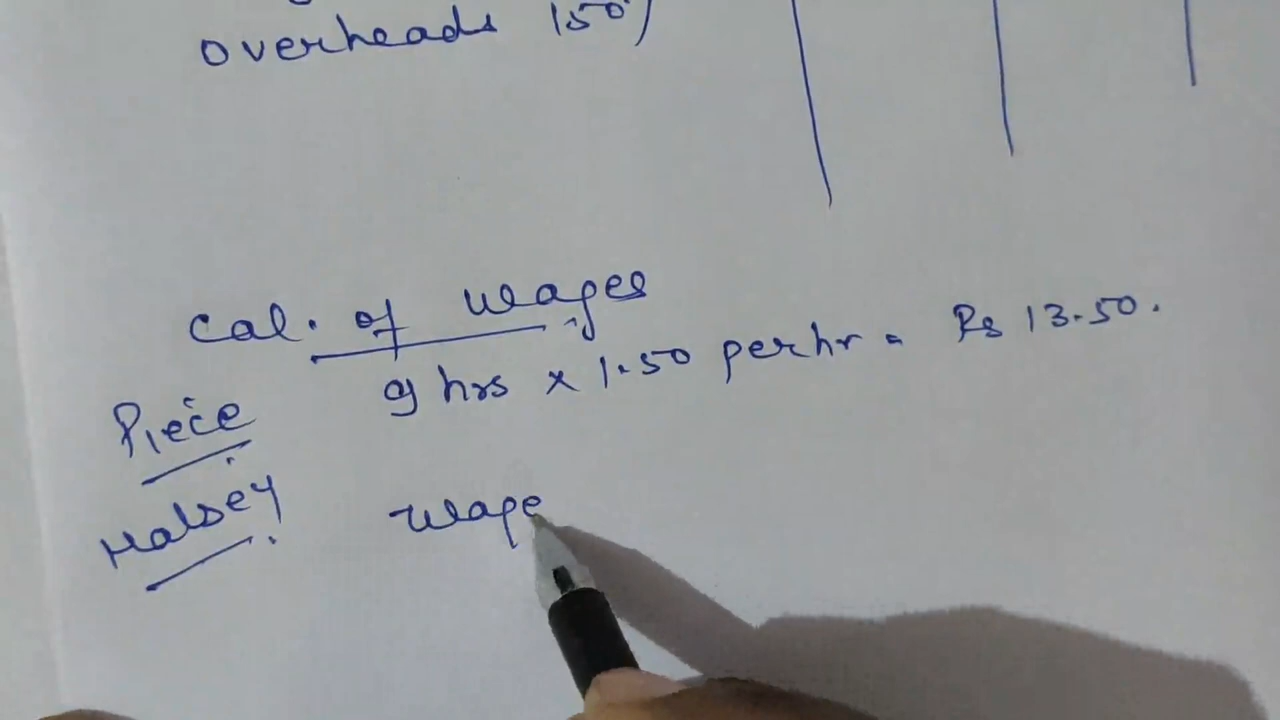 overheads 150%
Cal. of wages
Piece 9 hrs x 1.50 per hr = Rs 13.50.
Halsey Wage